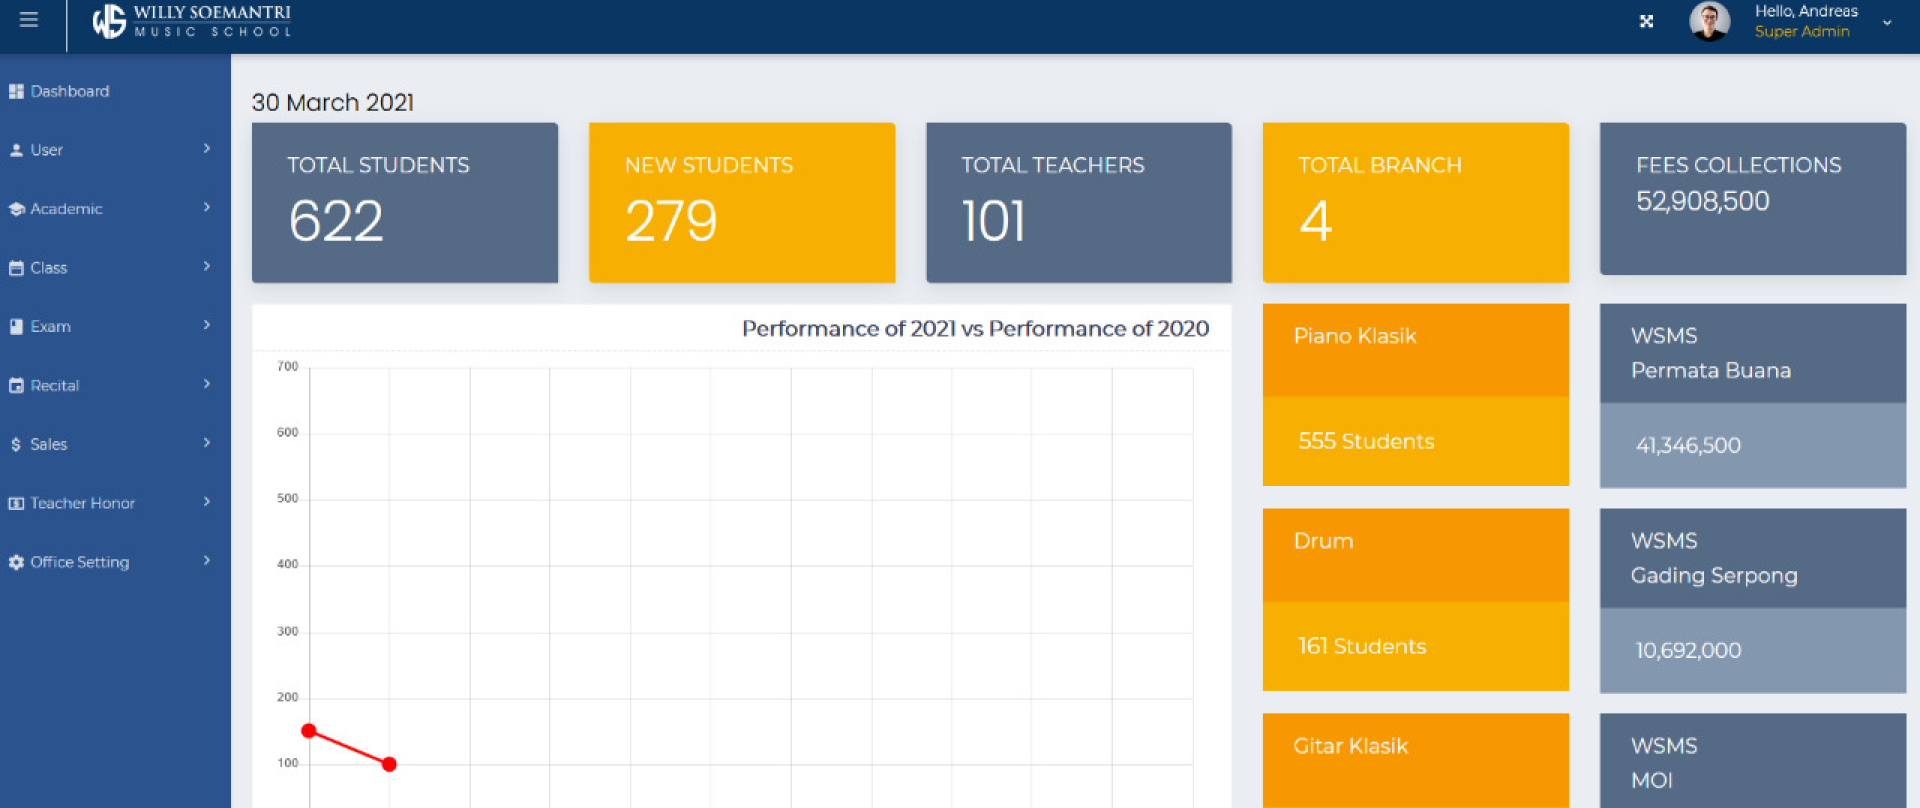 WILLY SOEMANTRI
MUSIC SCHOOL
Hello, Andreas
Super Admin
Dashboard
User
Academic
Class
Exam
Recital
Sales
Teacher Honor
Office Setting
30 March 2021
TOTAL STUDENTS
622
NEW STUDENTS
279
TOTAL TEACHERS
101
TOTAL BRANCH
4
FEES COLLECTIONS
52,908,500
Performance of 2021 vs Performance of 2020
700
600
500
400
300
200
100
Piano Klasik
555 Students
Drum
161 Students
Gitar Klasik
WSMS
Permata Buana
41,346,500
WSMS
Gading Serpong
10,692,000
WSMS
MOI